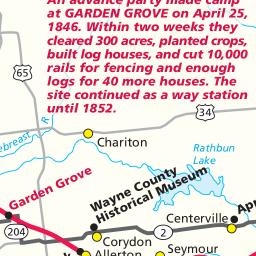 An advance party made camp
at GARDEN GROVE on April 25,
1846. Within two weeks they
cleared 300 acres, planted crops,
built log houses, and cut 10,000
rails for fencing and enough
logs for 40 more houses. The
site continued as a way station
until 1852.
65
34
R
Chariton
Rathbun
Lake
Garden Grove
Wayne County
Historical Museum
Centerville
204
2
Corydon
Allerton
Seymour